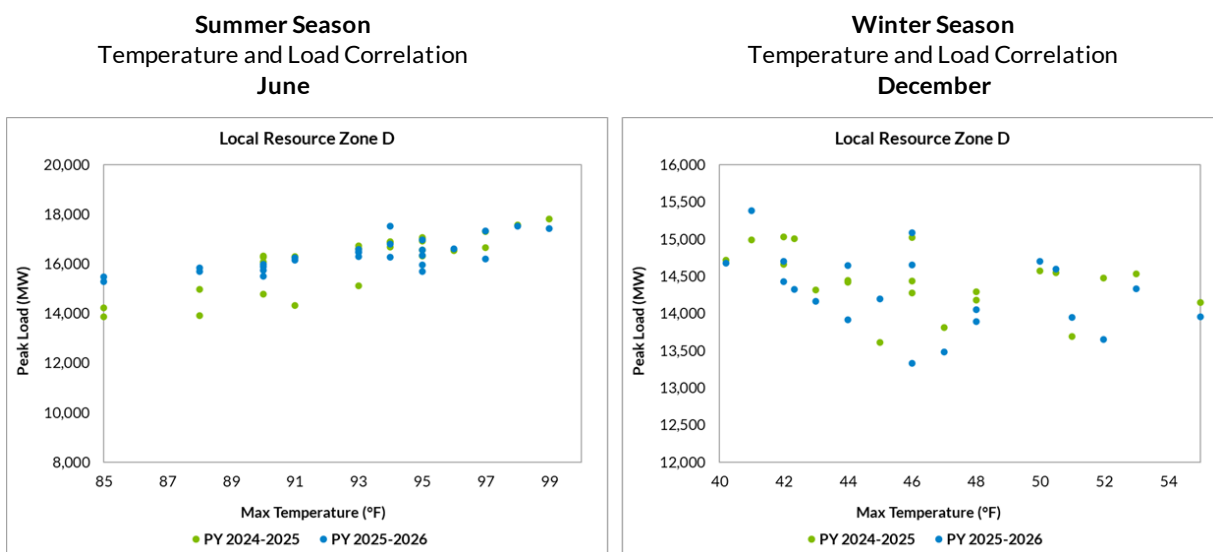 Summer Season
Temperature and Load Correlation
June
Local Resource Zone D
Peak Load (MW)
20,000
18,000
16,000
14,000
12,000
10,000
8,000
85 87 89 91 93 95 97 99
Max Temperature (°F)
PY 2024-2025 PY 2025-2026
Winter Season
Temperature and Load Correlation
December
Local Resource Zone D
Peak Load (MW)
16,000
15,500
15,000
14,500
14,000
13,500
13,000
12,500
12,000
40 42 44 46 48 50 52 54
Max Temperature (°F)
PY 2024-2025 PY 2025-2026